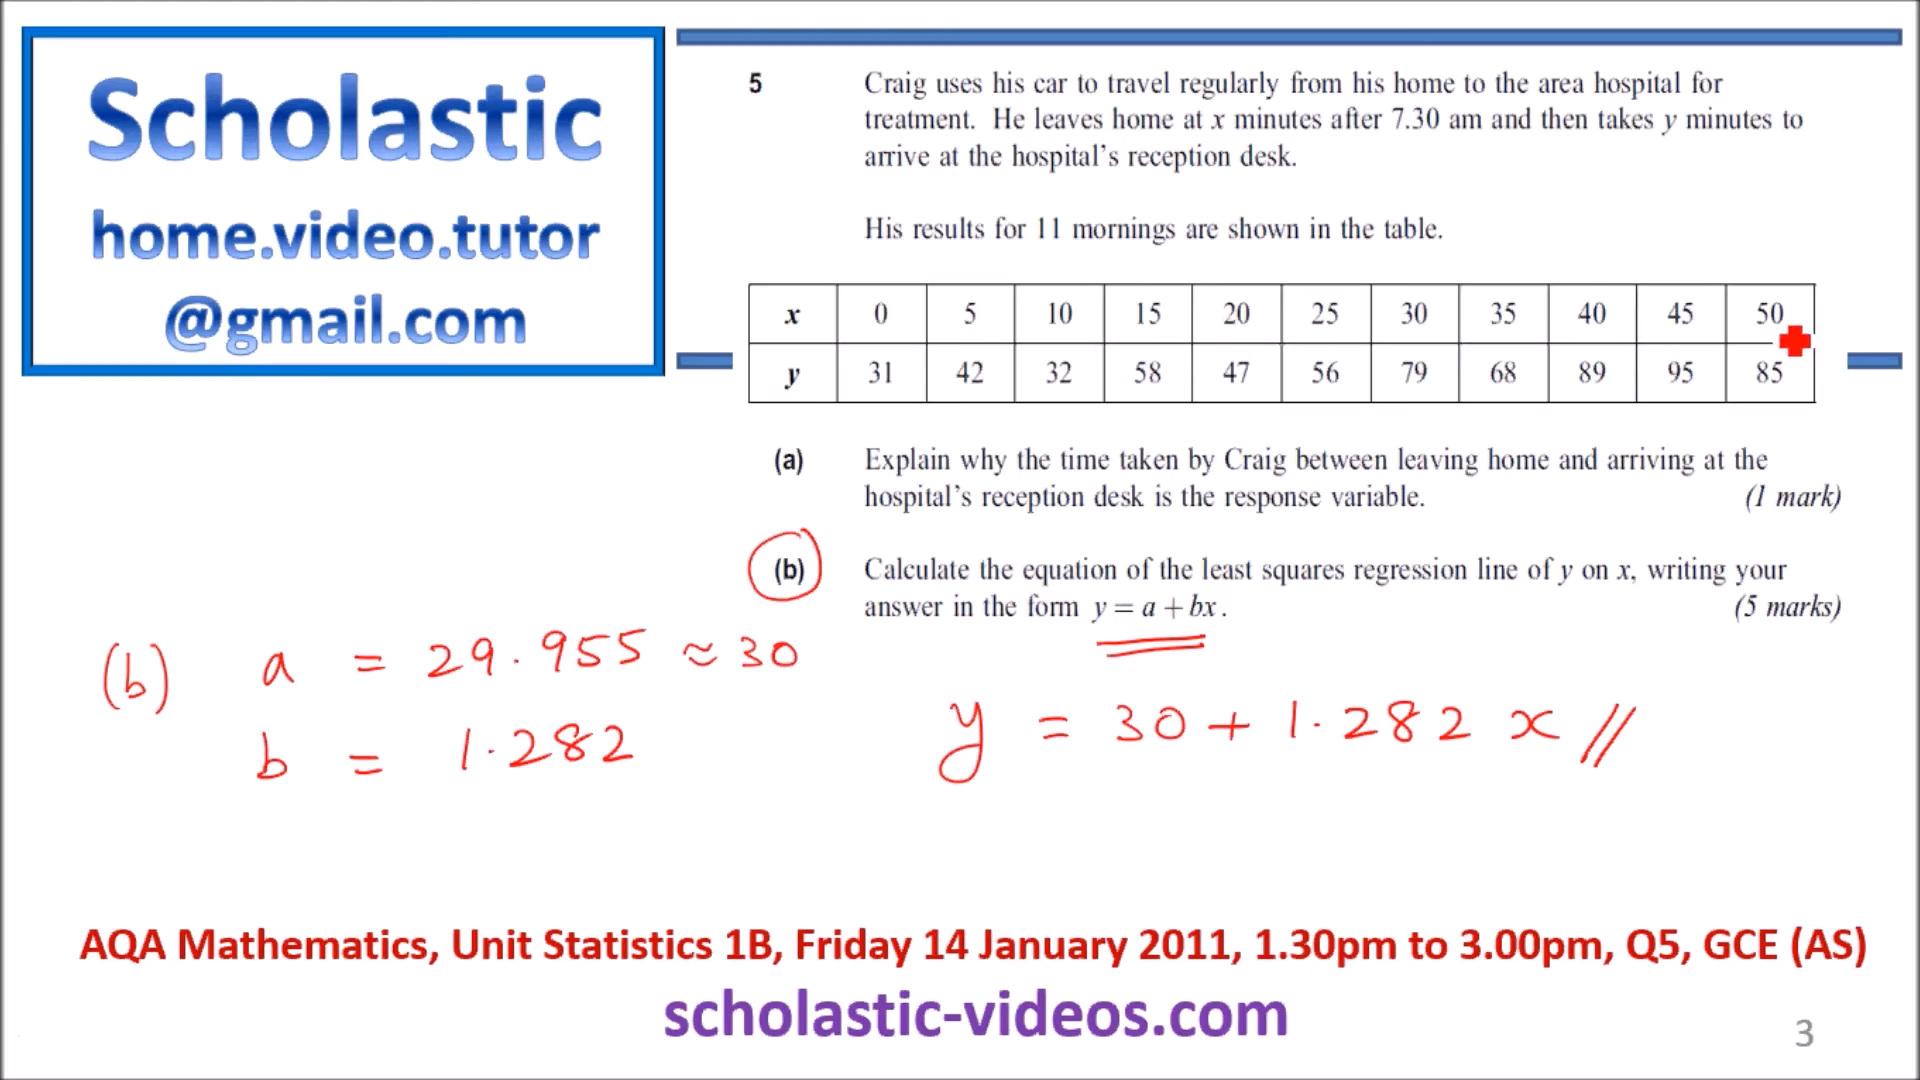 Scholastic
home.video.tutor
@gmail.com
5 Craig uses his car to travel regularly from his home to the area hospital for
treatment. He leaves home at x minutes after 7.30 am and then takes y minutes to
arrive at the hospital's reception desk.
His results for 11 mornings are shown in the table.
x 0 5 10 15 20 25 30 35 40 45 50
y 31 42 32 58 47 56 79 68 89 95 85
(a) Explain why the time taken by Craig between leaving home and arriving at the
hospital's reception desk is the response variable. (1 mark)
(b) Calculate the equation of the least squares regression line of y on x, writing your
answer in the form y = a + bx. (5 marks)
(b) a = 29.955 ≈ 30
b = 1.282
y = 30 + 1.282 x //
AQA Mathematics, Unit Statistics 1B, Friday 14 January 2011, 1.30pm to 3.00pm, Q5, GCE (AS)
scholastic-videos.com
3